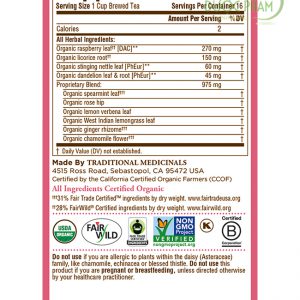 Serving Size 1 Cup Brewed Tea Servings Per Container 16
Amount Per Serving %DV
Calories 2
All Herbal Ingredients:
Organic raspberry leaf†† [DAC]** 270 mg †
Organic licorice root†† 150 mg †
Organic stinging nettle leaf [PhEur]** 60 mg †
Organic dandelion leaf & root [PhEur]** 45 mg †
Proprietary Blend: 975 mg
Organic spearmint leaf†† †
Organic rose hip †
Organic lemon verbena leaf †
Organic West Indian lemongrass leaf †
Organic ginger rhizome†† †
Organic chamomile flower†† †
† Daily Value (DV) not established.
Made By TRADITIONAL MEDICINALS
4515 Ross Road, Sebastopol, CA 95472 USA
Certified by the California Certified Organic Farmers (CCOF)
All Ingredients Certified Organic
31% Fair Trade Certified™ ingredients by dry weight. www.fairtradeusa.org
28% FairWild® Certified ingredients by dry weight. www.fairwild.org
USDA
ORGANIC
FAIR
WILD
NON
GMO
Project
VERIFIED
nongmoproject.org
Certified
B
Corporation
Do not use if you are allergic to plants within the daisy (Asteraceae)
family, like chamomile, echinacea or blessed thistle. Do not use this
product if you are pregnant or breastfeeding, unless directed otherwise
by your healthcare practitioner.